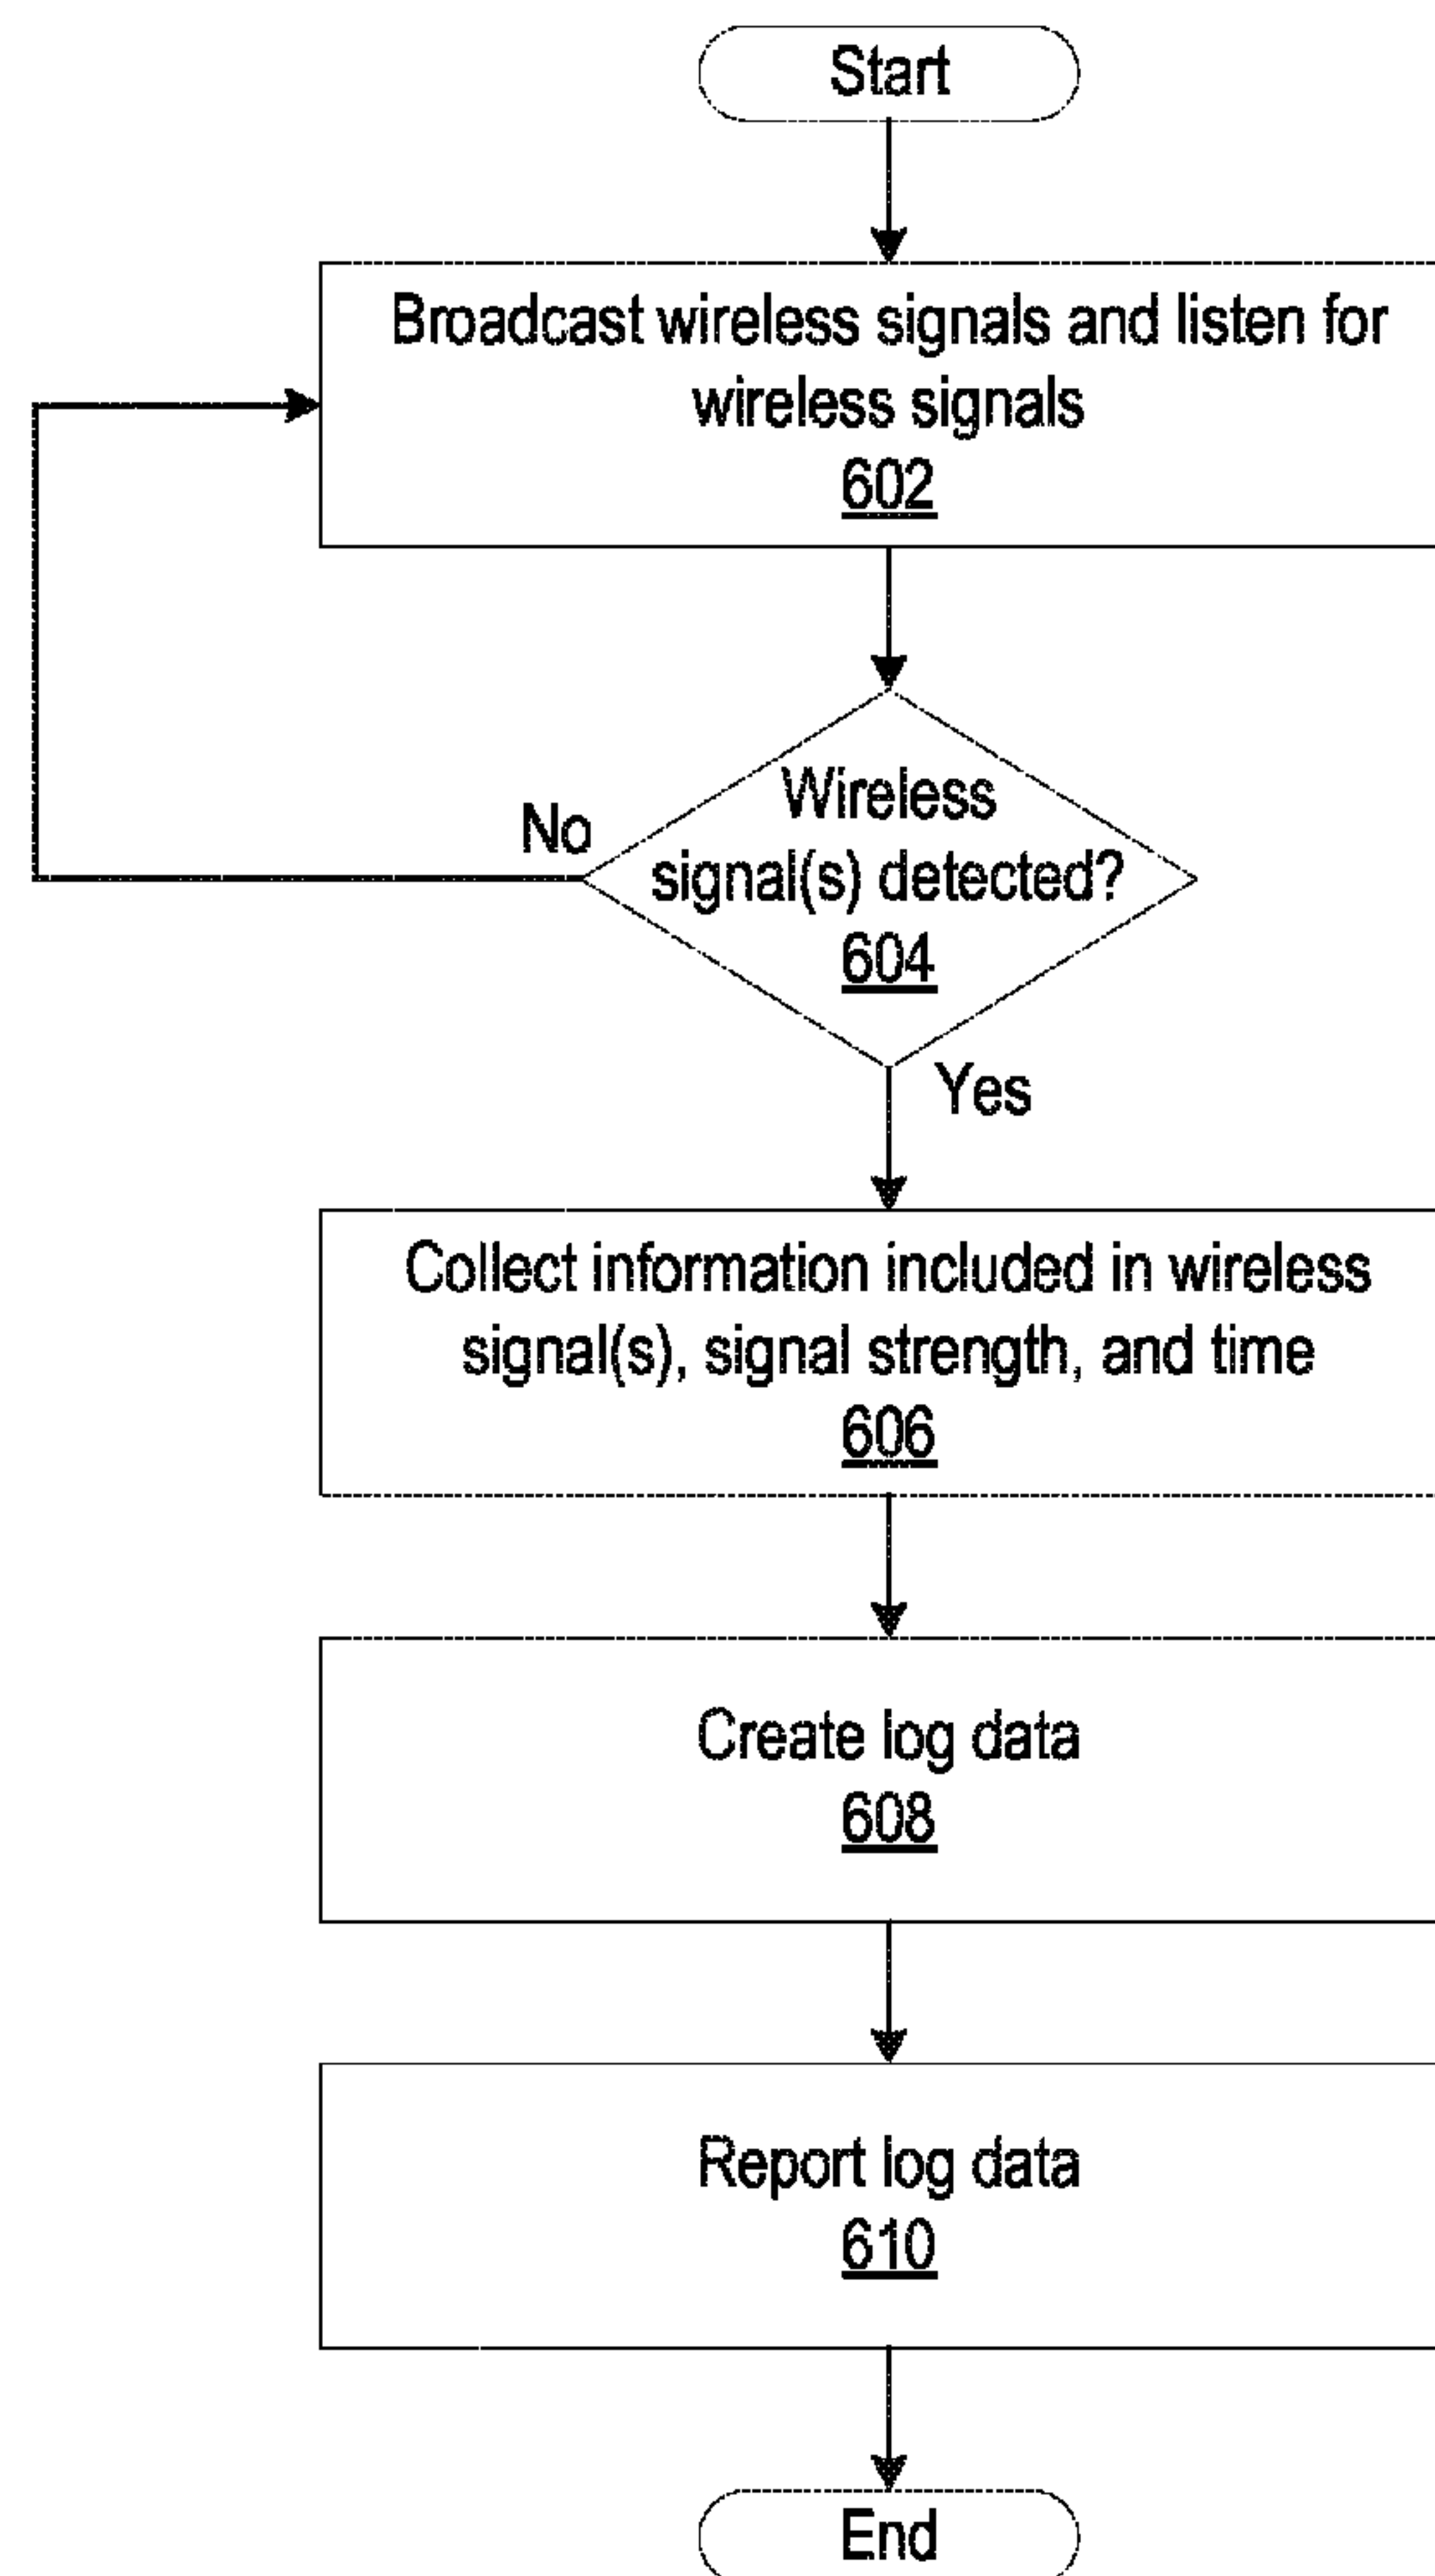 Start
Broadcast wireless signals and listen for
wireless signals
602
Wireless
signal(s) detected?
604
No
Yes
Collect information included in wireless
signal(s), signal strength, and time
606
Create log data
608
Report log data
610
End